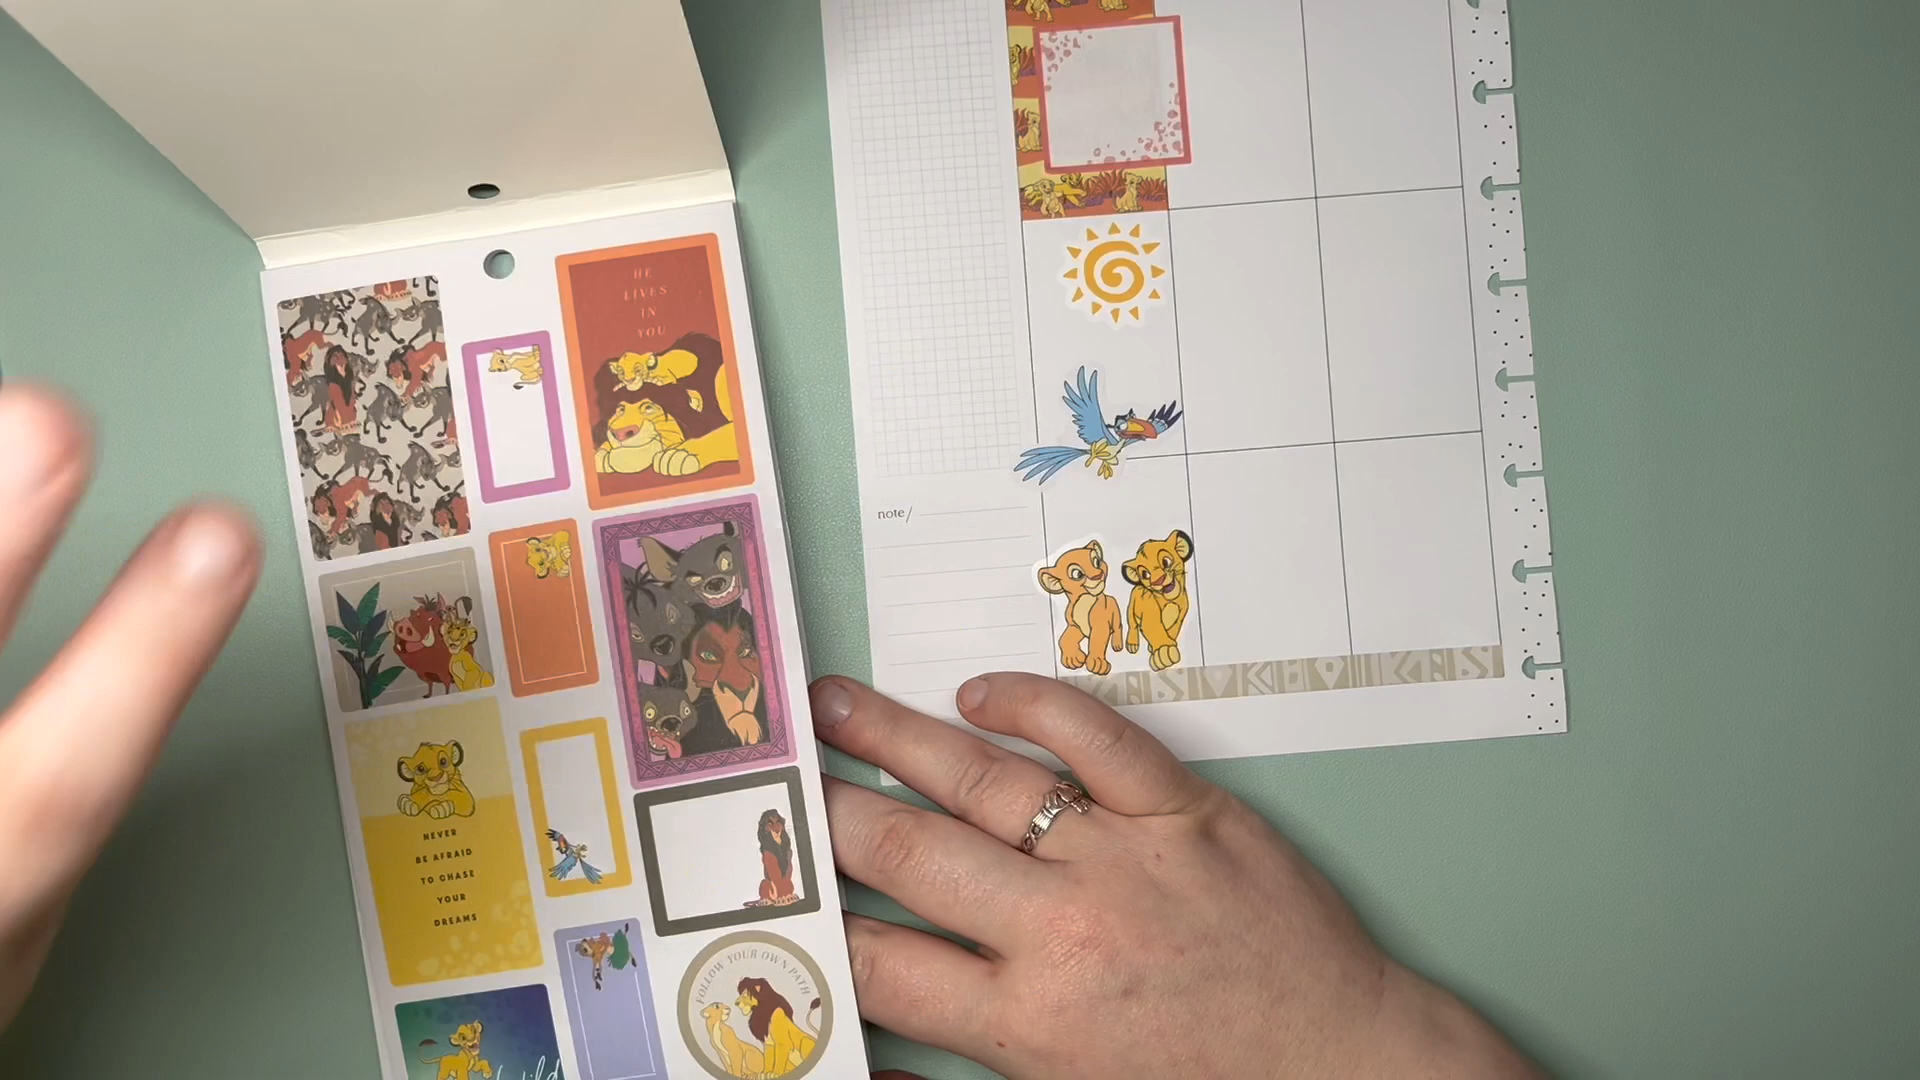 HE
LIVES
IN
YOU
NEVER
BE AFRAID
TO CHASE
YOUR
DREAMS
FOLLOW YOUR OWN PATH
note/